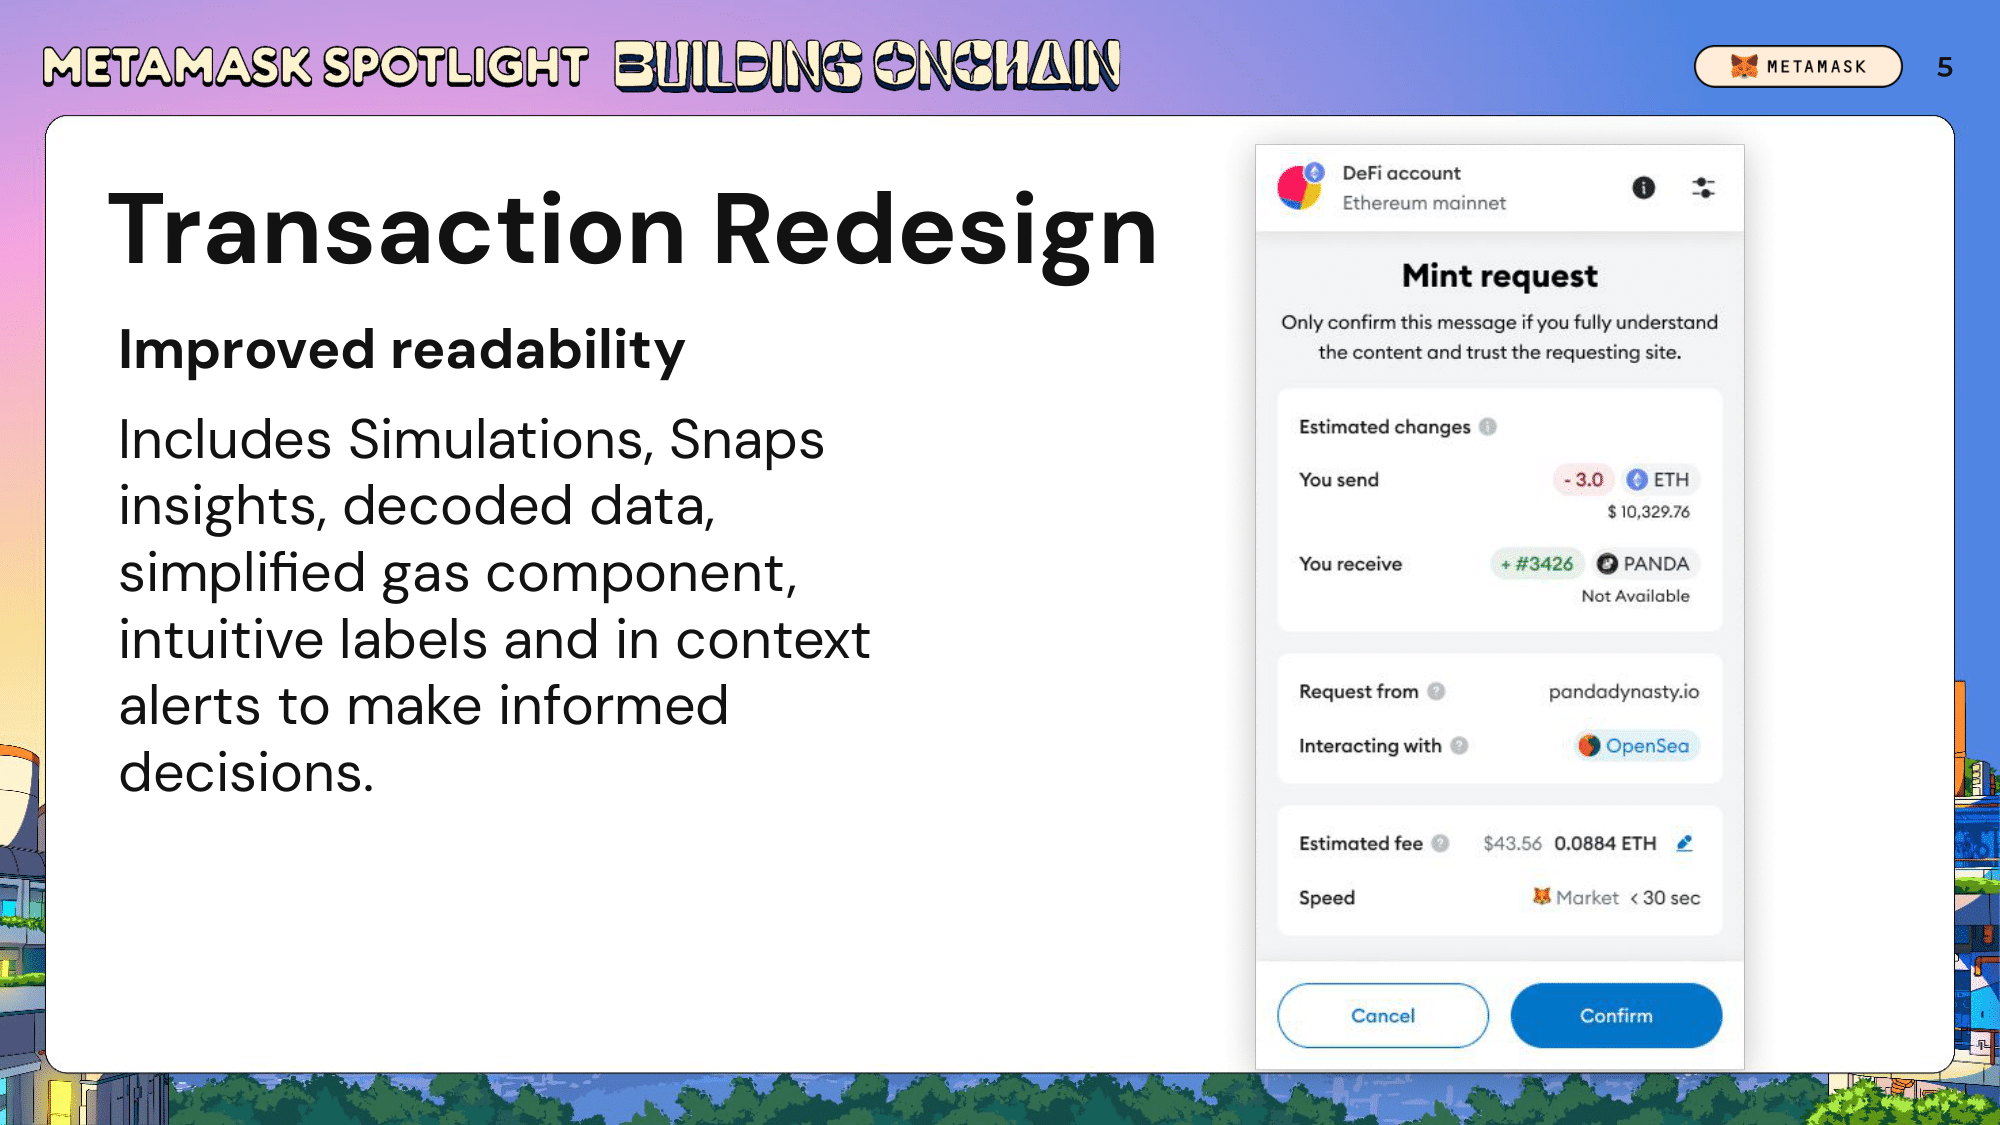 METAMASK SPOTLIGHT BUILDING ONCHAIN
METAMASK 5
Transaction Redesign
Improved readability
Includes Simulations, Snaps
insights, decoded data,
simplified gas component,
intuitive labels and in context
alerts to make informed
decisions.
DeFi account
Ethereum mainnet
Mint request
Only confirm this message if you fully understand
the content and trust the requesting site.
Estimated changes
You send - 3.0 ETH
$ 10,329.76
You receive + #3426 PANDA
Not Available
Request from pandadynasty.io
Interacting with OpenSea
Estimated fee $43.56 0.0884 ETH
Speed Market < 30 sec
Cancel Confirm